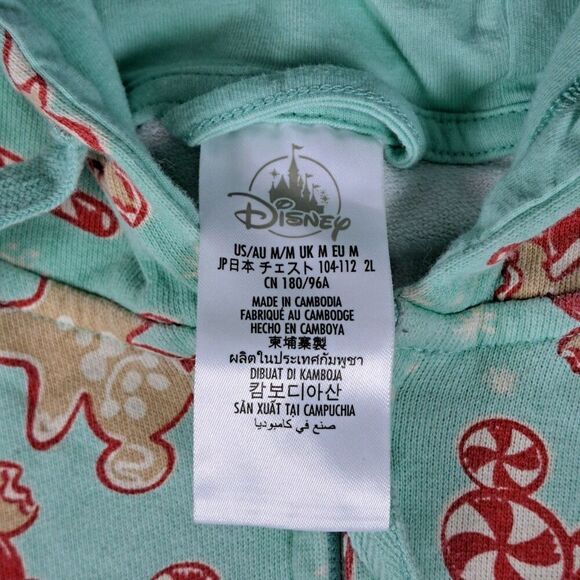 Disney
US/AU M/M UK M EU M
JP日本 チェスト 104-112 2L
CN 180/96A
MADE IN CAMBODIA
FABRIQUÉ AU CAMBODGE
HECHO EN CAMBOYA
柬埔寨製
ผลิตในประเทศกัมพูชา
DIBUAT DI KAMBOJA
캄보디아산
SẢN XUẤT TẠI CAMPUCHIA
صنع في كامبوديا